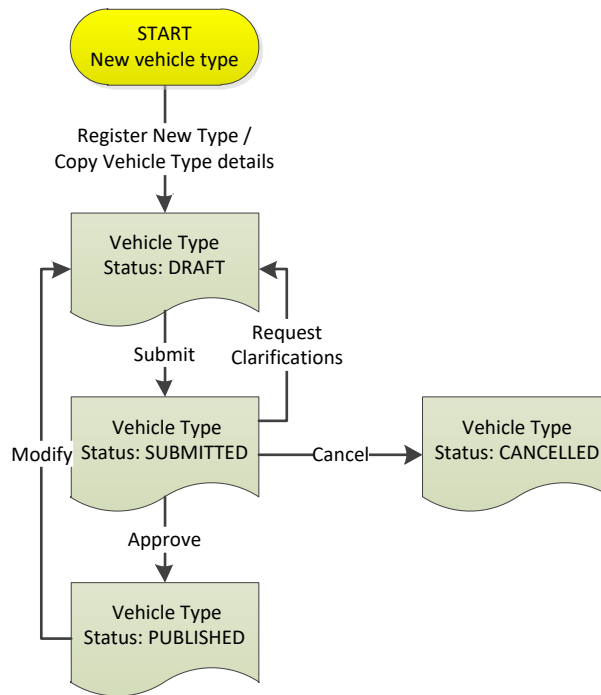 START
New vehicle type
Register New Type /
Copy Vehicle Type details
Vehicle Type
Status: DRAFT
Submit
Request
Clarifications
Vehicle Type
Status: SUBMITTED
Modify
Cancel
Vehicle Type
Status: CANCELLED
Approve
Vehicle Type
Status: PUBLISHED